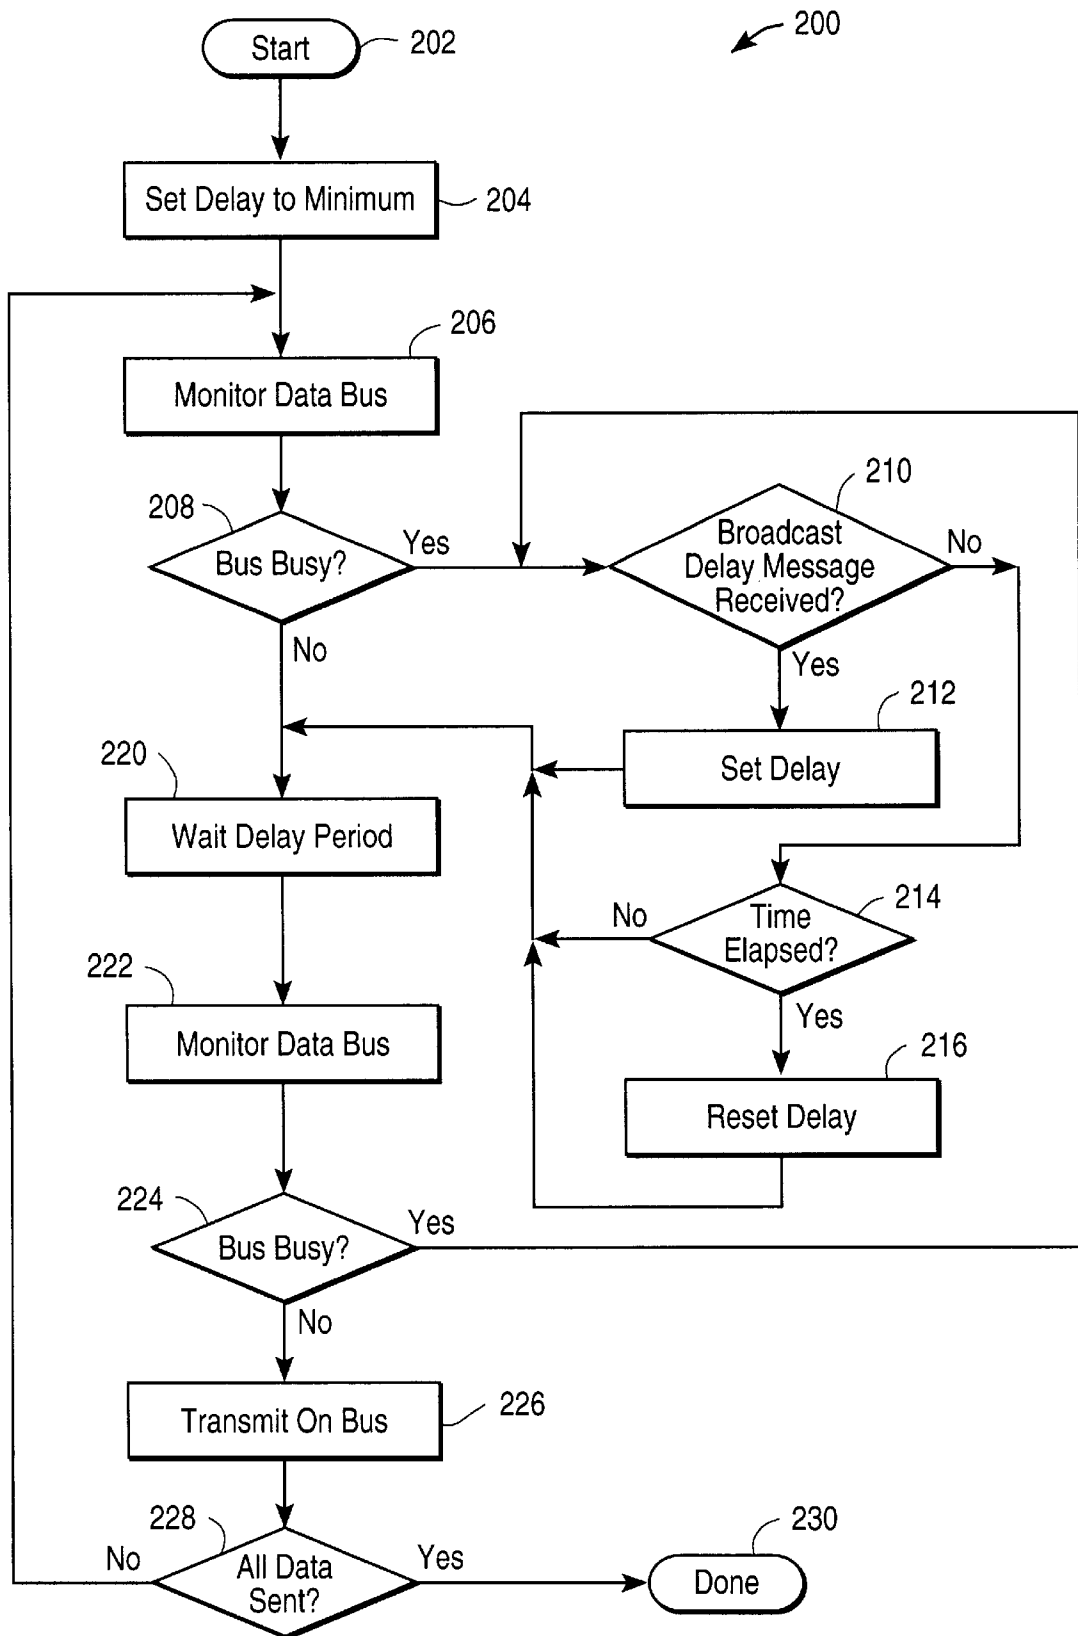 200
Start
202
Set Delay to Minimum
204
206
Monitor Data Bus
208
Bus Busy?
Yes
No
210
Broadcast
Delay Message
Received?
No
Yes
212
Set Delay
220
Wait Delay Period
214
Time
Elapsed?
No
Yes
222
Monitor Data Bus
216
Reset Delay
224
Bus Busy?
Yes
No
Transmit On Bus
226
228
All Data
Sent?
No
Yes
230
Done